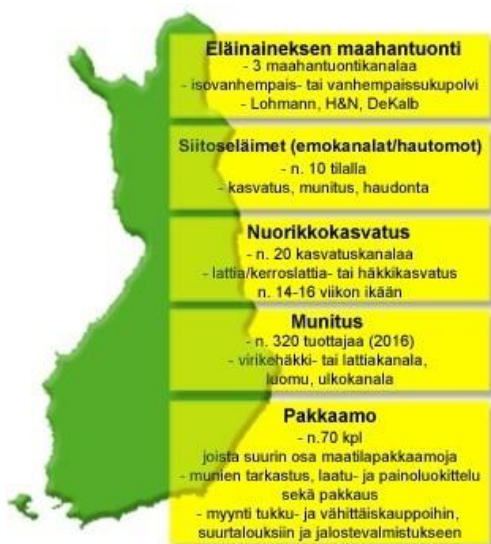 Eläinaineksen maahantuonti
- 3 maahantuontikanalaa
- isovanhempais- tai vanhempaissukupolvi
- Lohmann, H&N, DeKalb
Siitoseläimet (emokanalat/hautomot)
- n. 10 tilalla
- kasvatus, munitus, haudonta
Nuorikkokasvatus
- n. 20 kasvatuskanalaa
- lattia/kerroslattia- tai häkkikasvatus
n. 14-16 viikon ikään
Munitus
- n. 320 tuottajaa (2016)
- virikehäkki- tai lattiakanala,
luomu, ulkokanala
Pakkaamo
- n.70 kpl
joista suurin osa maatilapakkaamoja
- munien tarkastus, laatu- ja painoluokittelu
sekä pakkaus
- myynti tukku- ja vähittäiskauppoihin,
suurtalouksiin ja jalostevalmistukseen